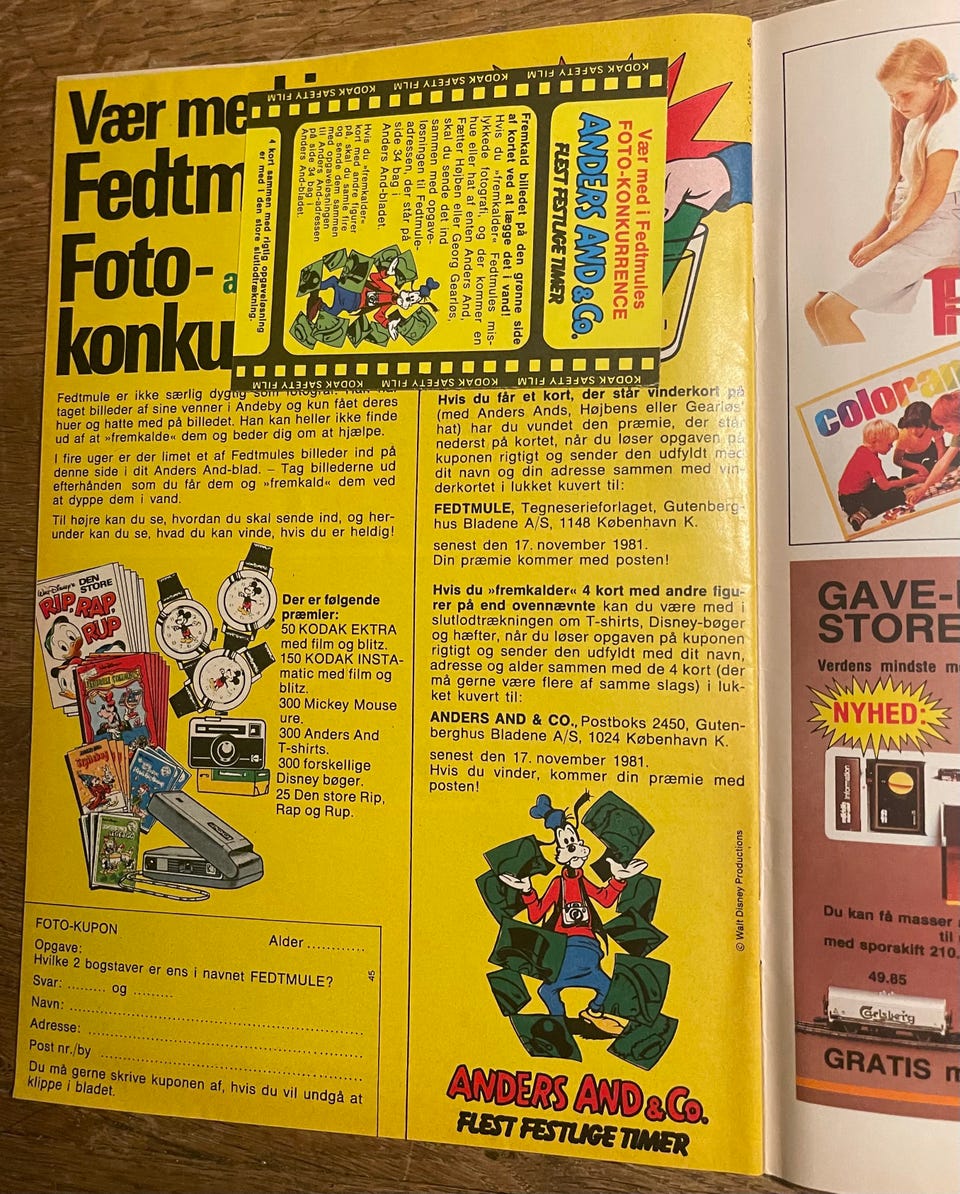 Vær me
Fedtm
Foto-
konku
KODAK SAFETY FILM KODAK SAFETY FILM KODAK SAFETY FILM
Vær med i Fedtmules
FOTO-KONKURRENCE
ANDERS AND & Co.
FLEST FESTLIGE TIMER
Fremkald billedet på den grønne side
af kortet ved at lægge det i vand!
Hvis du »fremkalder« Fedtmules mis-
lykkede fotografi, og der kommer en
hue eller hat af enten Anders And,
Fætter Højben eller Georg Gearløs,
skal du sende det ind
sammen med opgave-
løsningen til Fedtmule-
adressen, der står på
side 34 bag i
Anders And-bladet.
Hvis du »fremkalder«
kort med andre figurer
på, skal du samle fire
og sende dem sammen
med opgaveløsningen
til Anders And-adressen
på side 34 bag i
Anders And-bladet.
4 kort sammen med rigtig opgaveløsning
er med i den store slutlodtrækning.
KODAK SAFETY FILM KODAK SAFETY FILM KODAK SAFETY FILM
Fedtmule er ikke særlig dygtig som fotograf. Han har
taget billeder af sine venner i Andeby og kun fået deres
huer og hatte med på billedet. Han kan heller ikke finde
ud af at »fremkalde« dem og beder dig om at hjælpe.
I fire uger er der limet et af Fedtmules billeder ind på
denne side i dit Anders And-blad. – Tag billederne ud
efterhånden som du får dem og »fremkald« dem ved
at dyppe dem i vand.
Til højre kan du se, hvordan du skal sende ind, og her-
under kan du se, hvad du kan vinde, hvis du er heldig!
Walt Disney's DEN
STORE
RIP, RAP,
RUP
Der er følgende
præmier:
50 KODAK EKTRA
med film og blitz.
150 KODAK INSTA-
matic med film og
blitz.
300 Mickey Mouse
ure.
300 Anders And
T-shirts.
300 forskellige
Disney bøger.
25 Den store Rip,
Rap og Rup.
FOTO-KUPON
Alder ............
Opgave:
Hvilke 2 bogstaver er ens i navnet FEDTMULE?
Svar: ......... og .........
45
Navn: ............
Adresse: ............
Post nr./by ............
Du må gerne skrive kuponen af, hvis du vil undgå at
klippe i bladet.
Hvis du får et kort, der står vinderkort på
(med Anders Ands, Højbens eller Gearløs'
hat) har du vundet den præmie, der står
nederst på kortet, når du løser opgaven på
kuponen rigtigt og sender den udfyldt med
dit navn og din adresse sammen med vin-
derkortet i lukket kuvert til:
FEDTMULE, Tegneserieforlaget, Gutenberg-
hus Bladene A/S, 1148 København K.
senest den 17. november 1981.
Din præmie kommer med posten!
Hvis du »fremkalder« 4 kort med andre figu-
rer på end ovennævnte kan du være med i
slutlodtrækningen om T-shirts, Disney-bøger
og hæfter, når du løser opgaven på kuponen
rigtigt og sender den udfyldt med dit navn,
adresse og alder sammen med de 4 kort (der
må gerne være flere af samme slags) i luk-
ket kuvert til:
ANDERS AND & CO., Postboks 2450, Guten-
berghus Bladene A/S, 1024 København K.
senest den 17. november 1981.
Hvis du vinder, kommer din præmie med
posten!
© Walt Disney Productions
ANDERS AND & Co.
FLEST FESTLIGE TIMER
coloram
GAVE-
STORE
Verdens mindste m
NYHED:
Information
Du kan få masser
til
med sporskift 210.
49.85
Carlsberg
GRATIS m